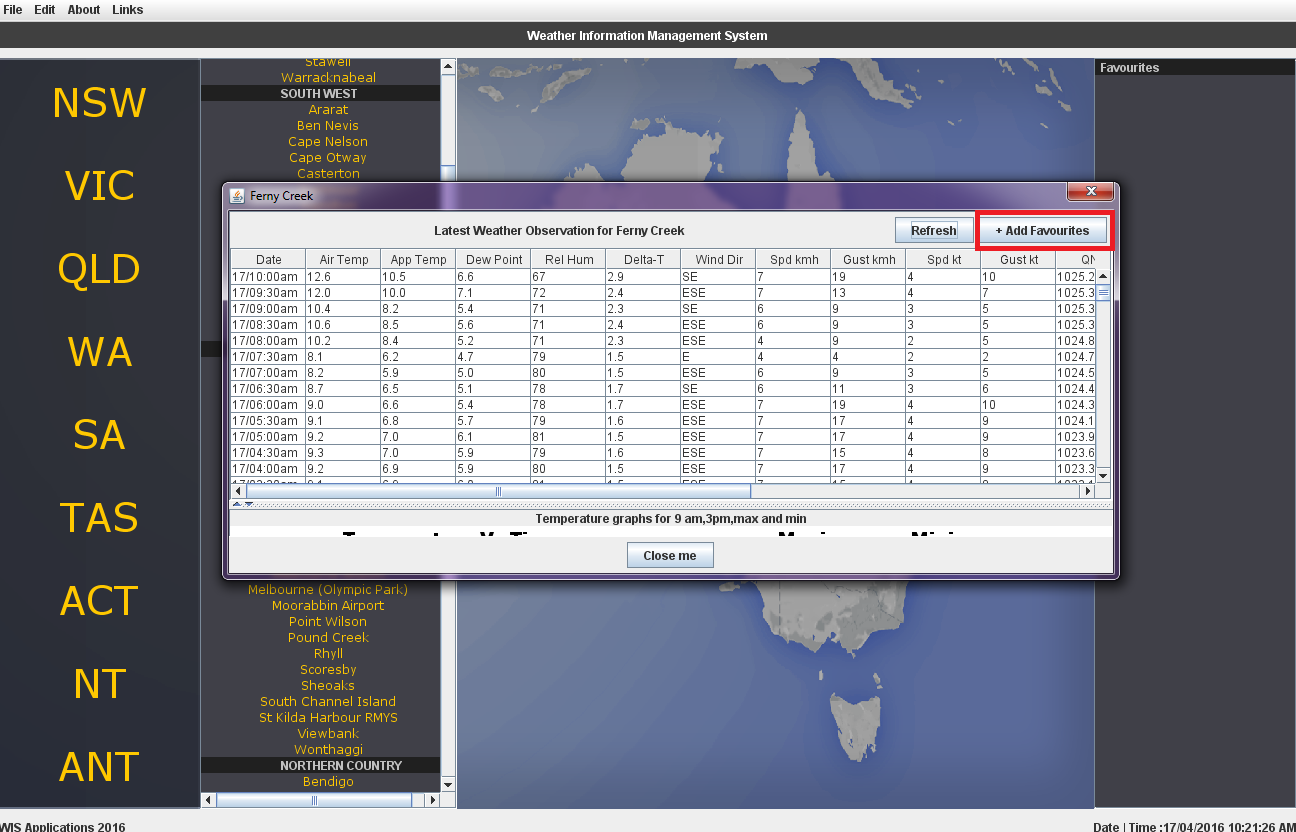 File Edit About Links
Weather Information Management System
NSW
VIC
QLD
WA
SA
TAS
ACT
NT
ANT
Stawell
Warracknabeal
SOUTH WEST
Ararat
Ben Nevis
Cape Nelson
Cape Otway
Casterton
Favourites
Ferny Creek
Latest Weather Observation for Ferny Creek
Refresh
+ Add Favourites
Date Air Temp App Temp Dew Point Rel Hum Delta-T Wind Dir Spd kmh Gust kmh Spd kt Gust kt
17/10:00am 12.6 10.5 6.6 67 2.9 SE 7 19 4 10 1025.2
17/09:30am 12.0 10.0 7.1 72 2.4 ESE 7 13 4 7 1025.3
17/09:00am 10.4 8.2 5.4 71 2.3 SE 6 9 3 5 1025.3
17/08:30am 10.6 8.5 5.6 71 2.4 ESE 6 9 3 5 1025.3
17/08:00am 10.2 8.4 5.2 71 2.3 ESE 4 9 2 5 1024.8
17/07:30am 8.1 6.2 4.7 79 1.5 E 4 4 2 2 1024.7
17/07:00am 8.2 5.9 5.0 80 1.5 ESE 6 9 3 5 1024.5
17/06:30am 8.7 6.5 5.1 78 1.7 SE 6 11 3 6 1024.4
17/06:00am 9.0 6.6 5.4 78 1.7 ESE 7 19 4 10 1024.3
17/05:30am 9.1 6.8 5.7 79 1.6 ESE 7 17 4 9 1024.1
17/05:00am 9.2 7.0 6.1 81 1.5 ESE 7 17 4 9 1023.9
17/04:30am 9.3 7.0 5.9 79 1.6 ESE 7 15 4 8 1023.6
17/04:00am 9.2 6.9 5.9 80 1.5 ESE 7 17 4 9 1023.3
Temperature graphs for 9 am,3pm,max and min
Close me
Melbourne (Olympic Park)
Moorabbin Airport
Point Wilson
Pound Creek
Rhyll
Scoresby
Sheoaks
South Channel Island
St Kilda Harbour RMYS
Viewbank
Wonthaggi
NORTHERN COUNTRY
Bendigo
WIS Applications 2016
Date | Time :17/04/2016 10:21:26 AM